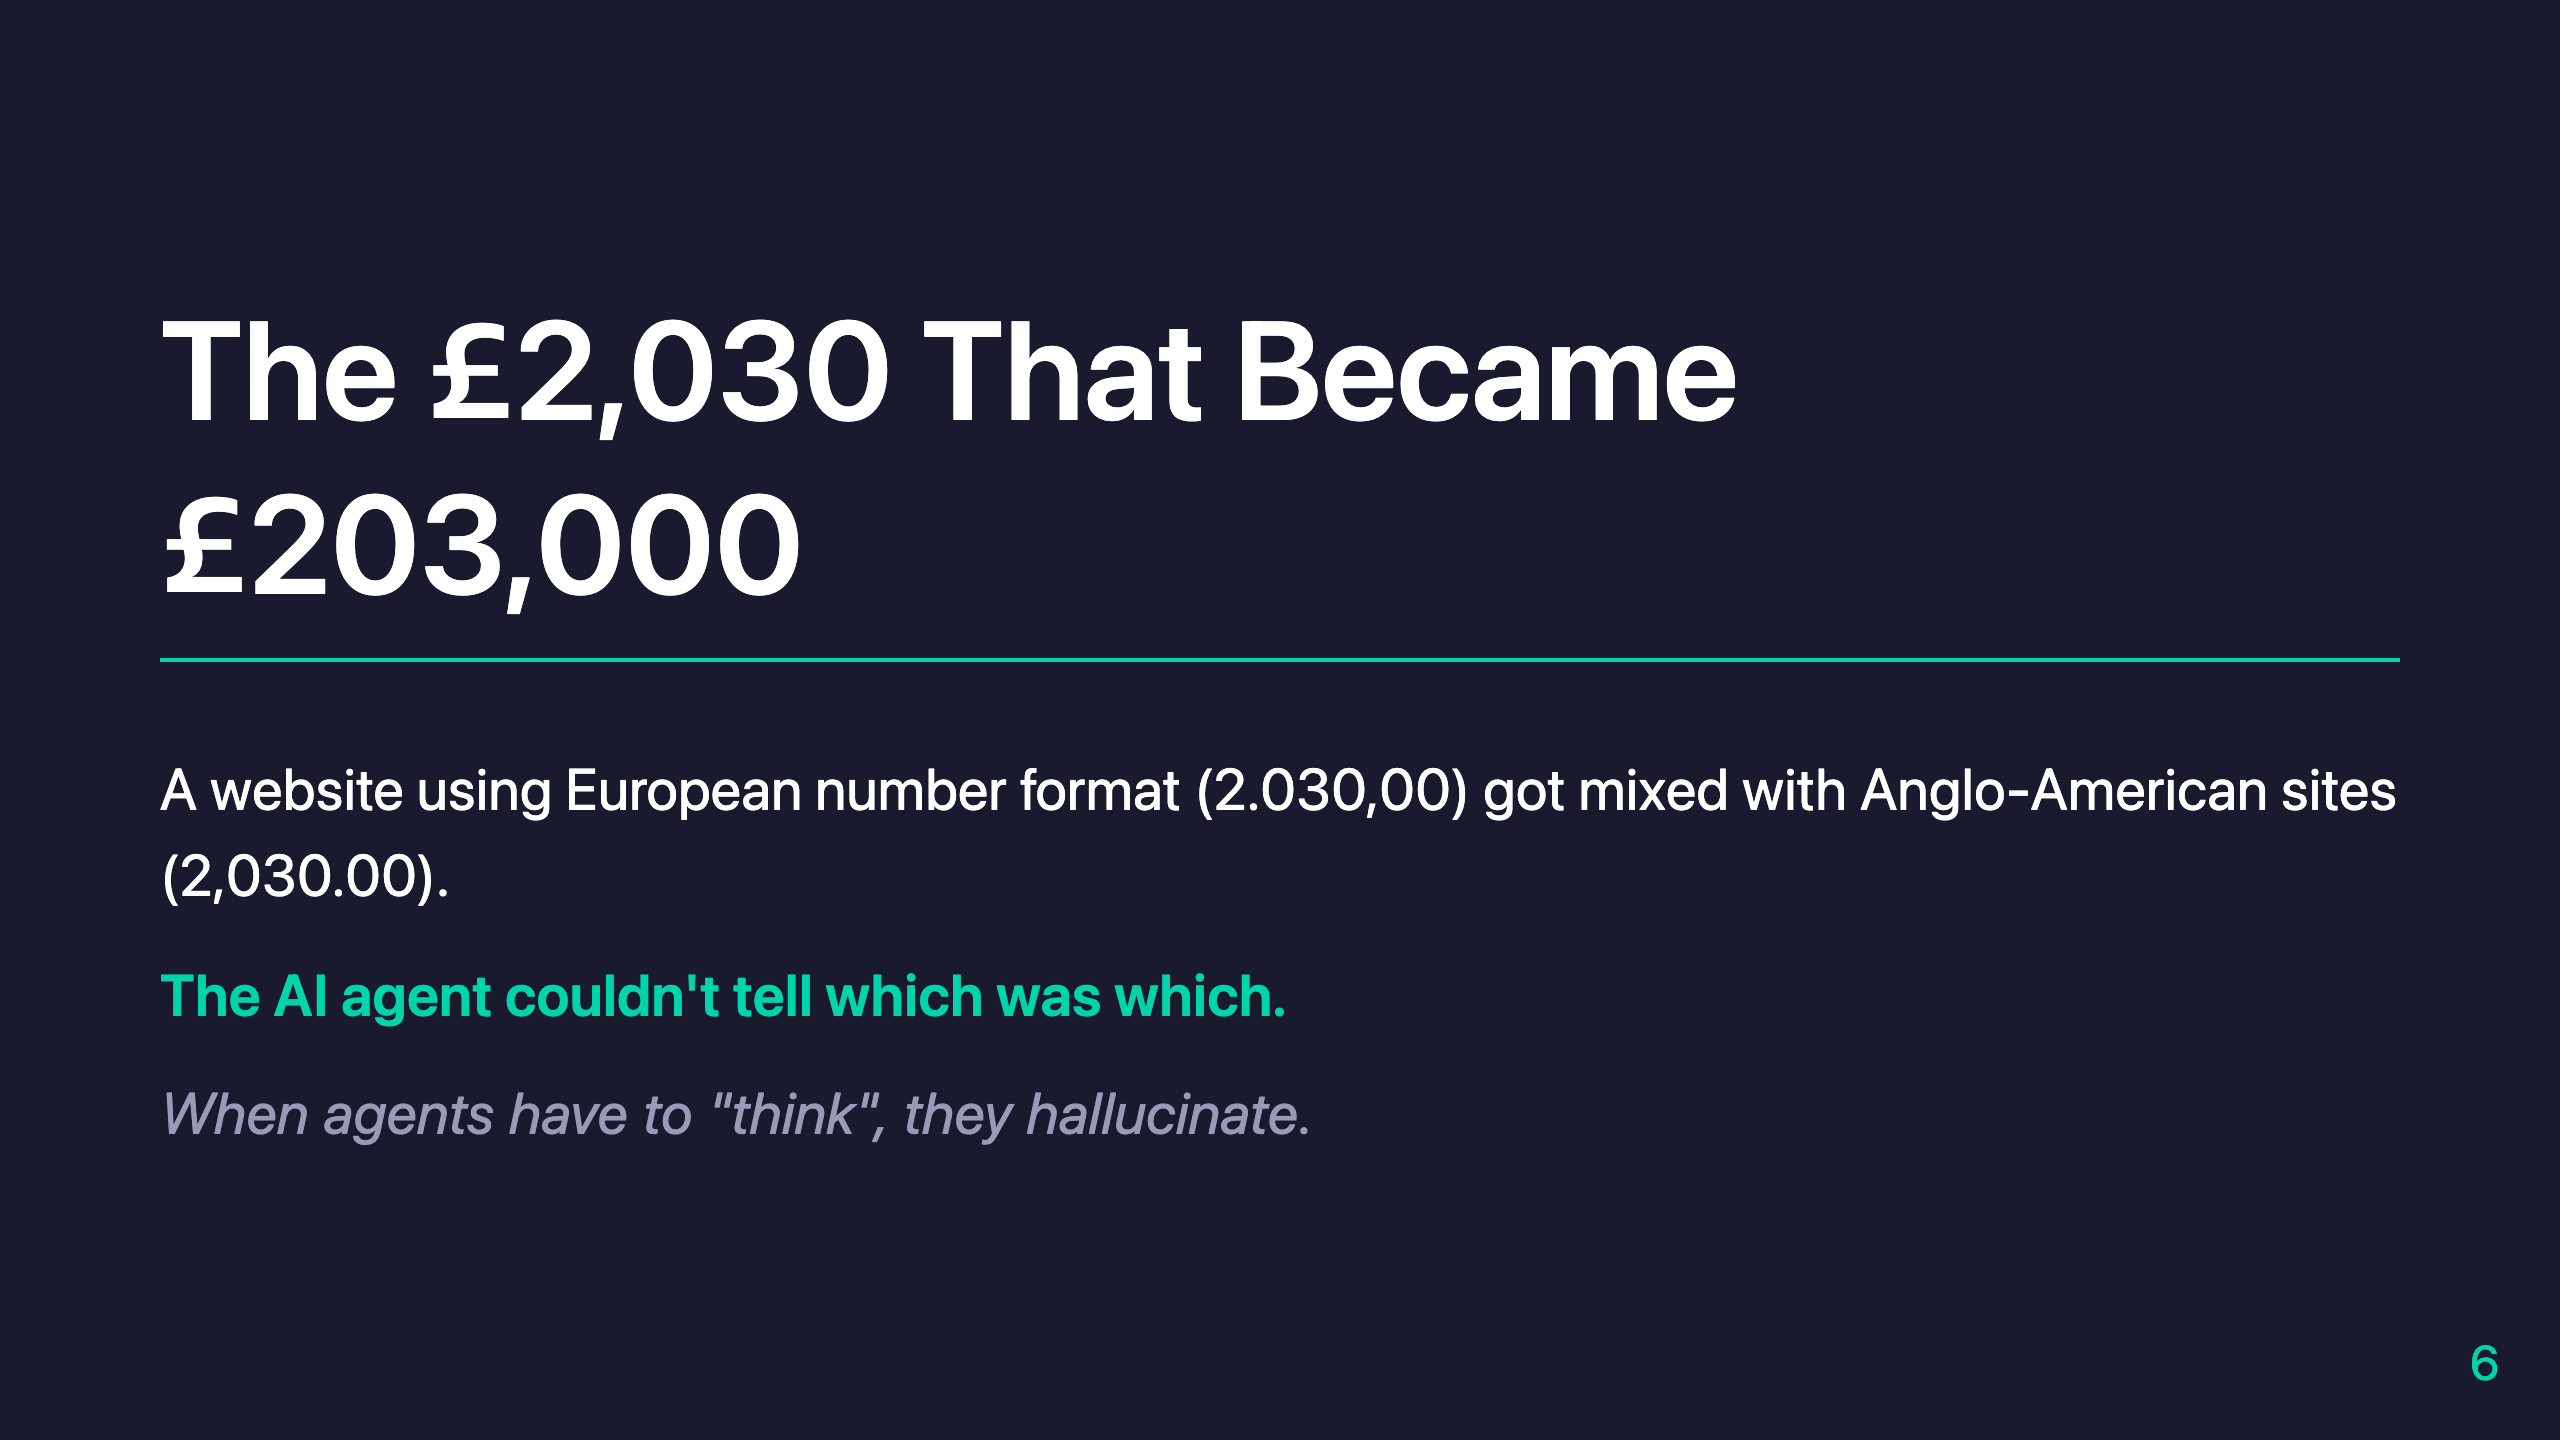 The £2,030 That Became
£203,000
A website using European number format (2.030,00) got mixed with Anglo-American sites
(2,030.00).
The AI agent couldn't tell which was which.
When agents have to "think", they hallucinate.
6